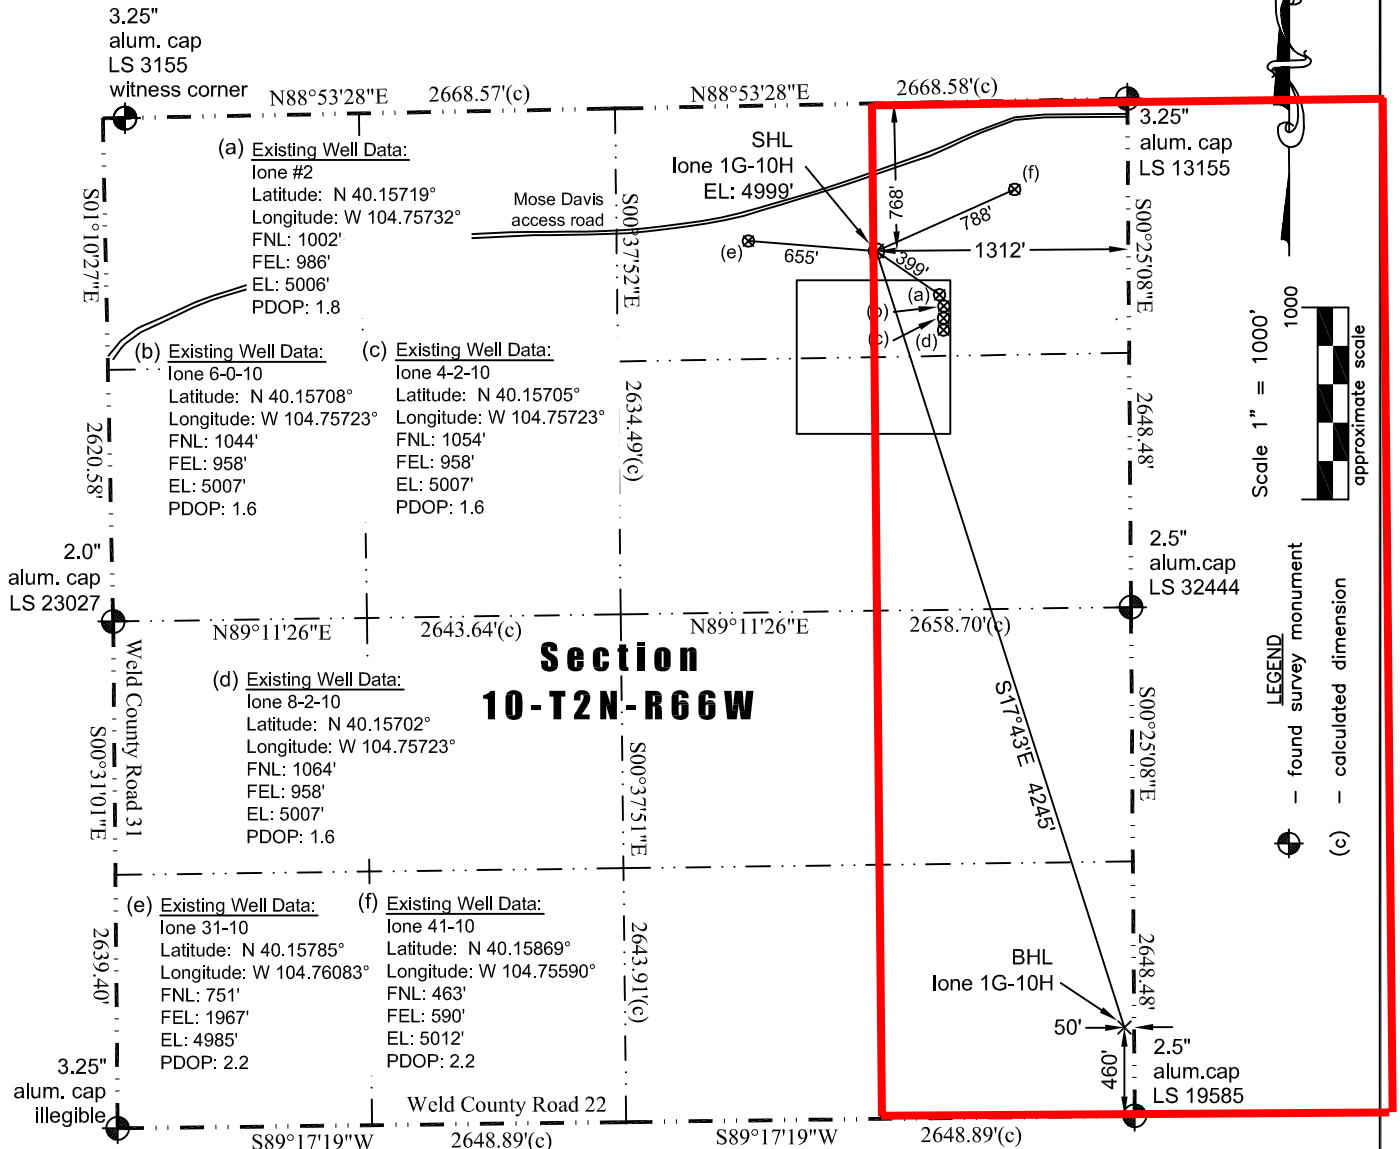 3.25"
alum. cap
LS 3155
witness corner
N88°53'28"E
2668.57'(c)
N88°53'28"E
2668.58'(c)
3.25"
alum. cap
LS 13155
(a) Existing Well Data:
Ione #2
Latitude: N 40.15719°
Longitude: W 104.75732°
FNL: 1002'
FEL: 986'
EL: 5006'
PDOP: 1.8
Mose Davis
access road
SHL
Ione 1G-10H
EL: 4999'
768'
(f)
788'
(e)
655'
399'
1312'
(a)
(b)
(c)
(d)
S01°10'27"E
S00°37'52"E
S00°25'08"E
(b) Existing Well Data:
Ione 6-0-10
Latitude: N 40.15708°
Longitude: W 104.75723°
FNL: 1044'
FEL: 958'
EL: 5007'
PDOP: 1.6
(c) Existing Well Data:
Ione 4-2-10
Latitude: N 40.15705°
Longitude: W 104.75723°
FNL: 1054'
FEL: 958'
EL: 5007'
PDOP: 1.6
2620.58'
2634.49'(c)
2648.48'
Scale 1" = 1000'
1000
approximate scale
2.0"
alum. cap
LS 23027
2.5"
alum.cap
LS 32444
N89°11'26"E
2643.64'(c)
N89°11'26"E
2658.70'(c)
Section
10-T2N-R66W
Weld County Road 31
S00°31'01"E
(d) Existing Well Data:
Ione 8-2-10
Latitude: N 40.15702°
Longitude: W 104.75723°
FNL: 1064'
FEL: 958'
EL: 5007'
PDOP: 1.6
S00°37'51"E
S17°43'E 4245'
S00°25'08"E
LEGEND
– found survey monument
(c) – calculated dimension
(e) Existing Well Data:
Ione 31-10
Latitude: N 40.15785°
Longitude: W 104.76083°
FNL: 751'
FEL: 1967'
EL: 4985'
PDOP: 2.2
(f) Existing Well Data:
Ione 41-10
Latitude: N 40.15869°
Longitude: W 104.75590°
FNL: 463'
FEL: 590'
EL: 5012'
PDOP: 2.2
2639.40'
2643.91'(c)
2648.48'
BHL
Ione 1G-10H
50'
460'
2.5"
alum.cap
LS 19585
3.25"
alum. cap
illegible
Weld County Road 22
S89°17'19"W
2648.89'(c)
S89°17'19"W
2648.89'(c)